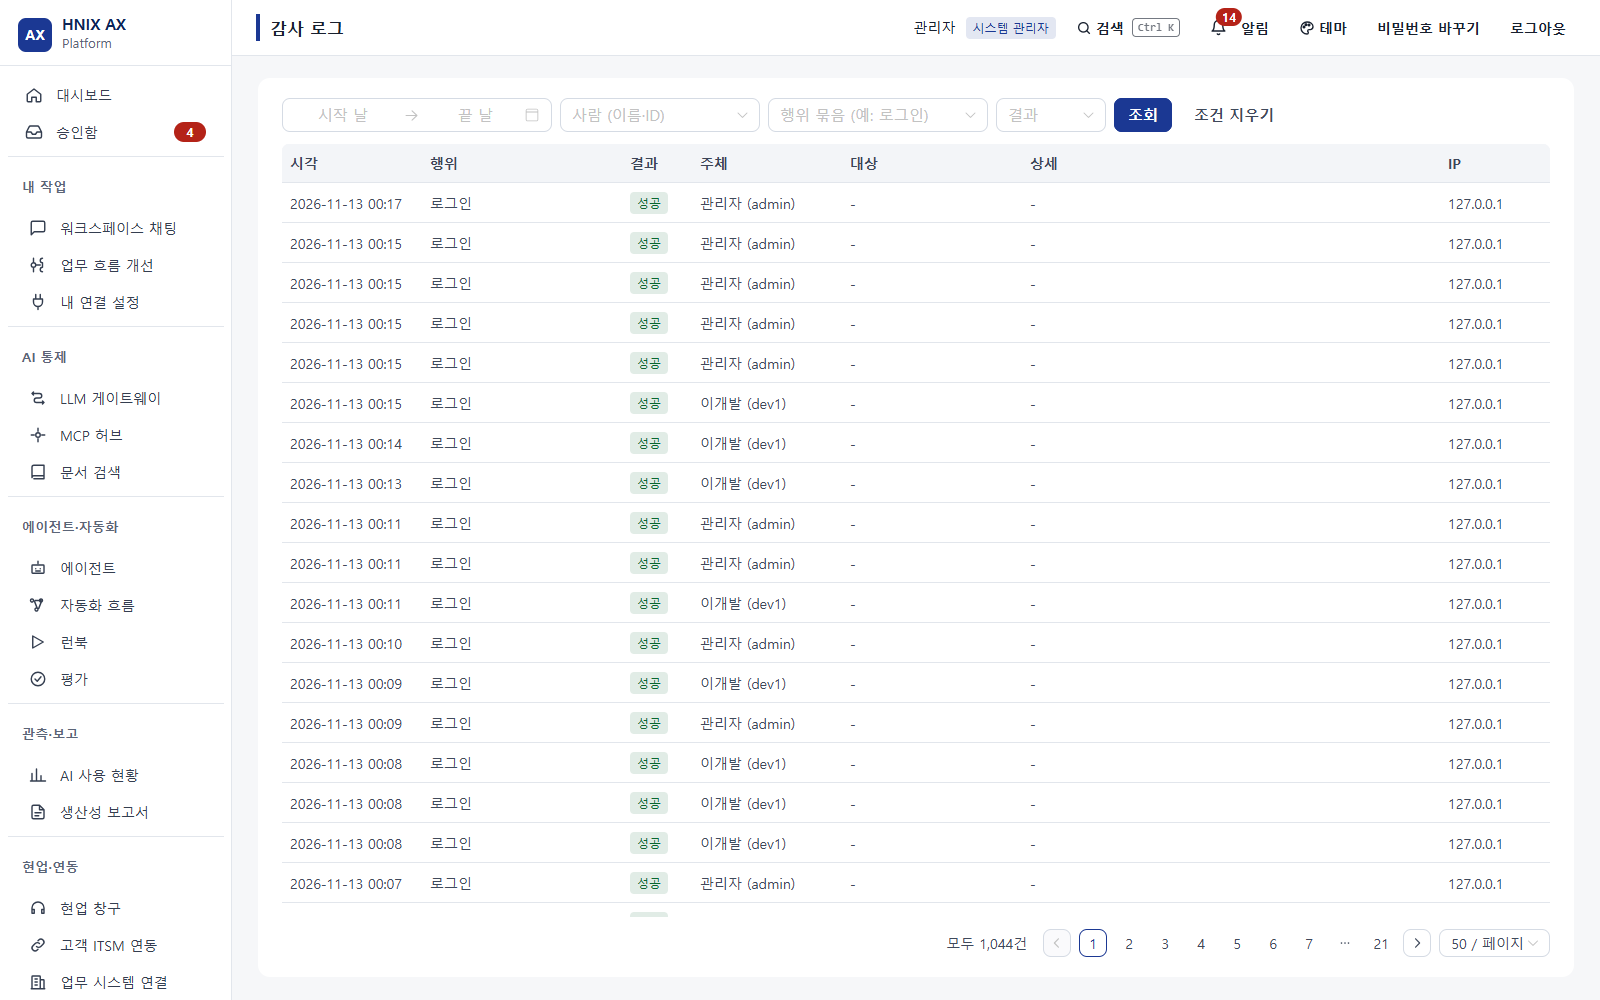 AX
HNIX AX
Platform
대시보드
승인함 4
내 작업
워크스페이스 채팅
업무 흐름 개선
내 연결 설정
AI 통제
LLM 게이트웨이
MCP 허브
문서 검색
에이전트·자동화
에이전트
자동화 흐름
런북
평가
관측·보고
AI 사용 현황
생산성 보고서
현업·연동
현업 창구
고객 ITSM 연동
업무 시스템 연결
감사 로그
관리자 시스템 관리자 검색 Ctrl K 14 알림 테마 비밀번호 바꾸기 로그아웃
시작 날 → 끝 날 사람 (이름·ID) 행위 묶음 (예: 로그인) 결과 조회 조건 지우기
시각 행위 결과 주체 대상 상세 IP
2026-11-13 00:17 로그인 성공 관리자 (admin) - - 127.0.0.1
2026-11-13 00:15 로그인 성공 관리자 (admin) - - 127.0.0.1
2026-11-13 00:15 로그인 성공 관리자 (admin) - - 127.0.0.1
2026-11-13 00:15 로그인 성공 관리자 (admin) - - 127.0.0.1
2026-11-13 00:15 로그인 성공 관리자 (admin) - - 127.0.0.1
2026-11-13 00:15 로그인 성공 이개발 (dev1) - - 127.0.0.1
2026-11-13 00:14 로그인 성공 이개발 (dev1) - - 127.0.0.1
2026-11-13 00:13 로그인 성공 이개발 (dev1) - - 127.0.0.1
2026-11-13 00:11 로그인 성공 관리자 (admin) - - 127.0.0.1
2026-11-13 00:11 로그인 성공 관리자 (admin) - - 127.0.0.1
2026-11-13 00:11 로그인 성공 이개발 (dev1) - - 127.0.0.1
2026-11-13 00:10 로그인 성공 관리자 (admin) - - 127.0.0.1
2026-11-13 00:09 로그인 성공 이개발 (dev1) - - 127.0.0.1
2026-11-13 00:09 로그인 성공 관리자 (admin) - - 127.0.0.1
2026-11-13 00:08 로그인 성공 이개발 (dev1) - - 127.0.0.1
2026-11-13 00:08 로그인 성공 이개발 (dev1) - - 127.0.0.1
2026-11-13 00:08 로그인 성공 이개발 (dev1) - - 127.0.0.1
2026-11-13 00:07 로그인 성공 관리자 (admin) - - 127.0.0.1
모두 1,044건 1 2 3 4 5 6 7 ··· 21 50 / 페이지